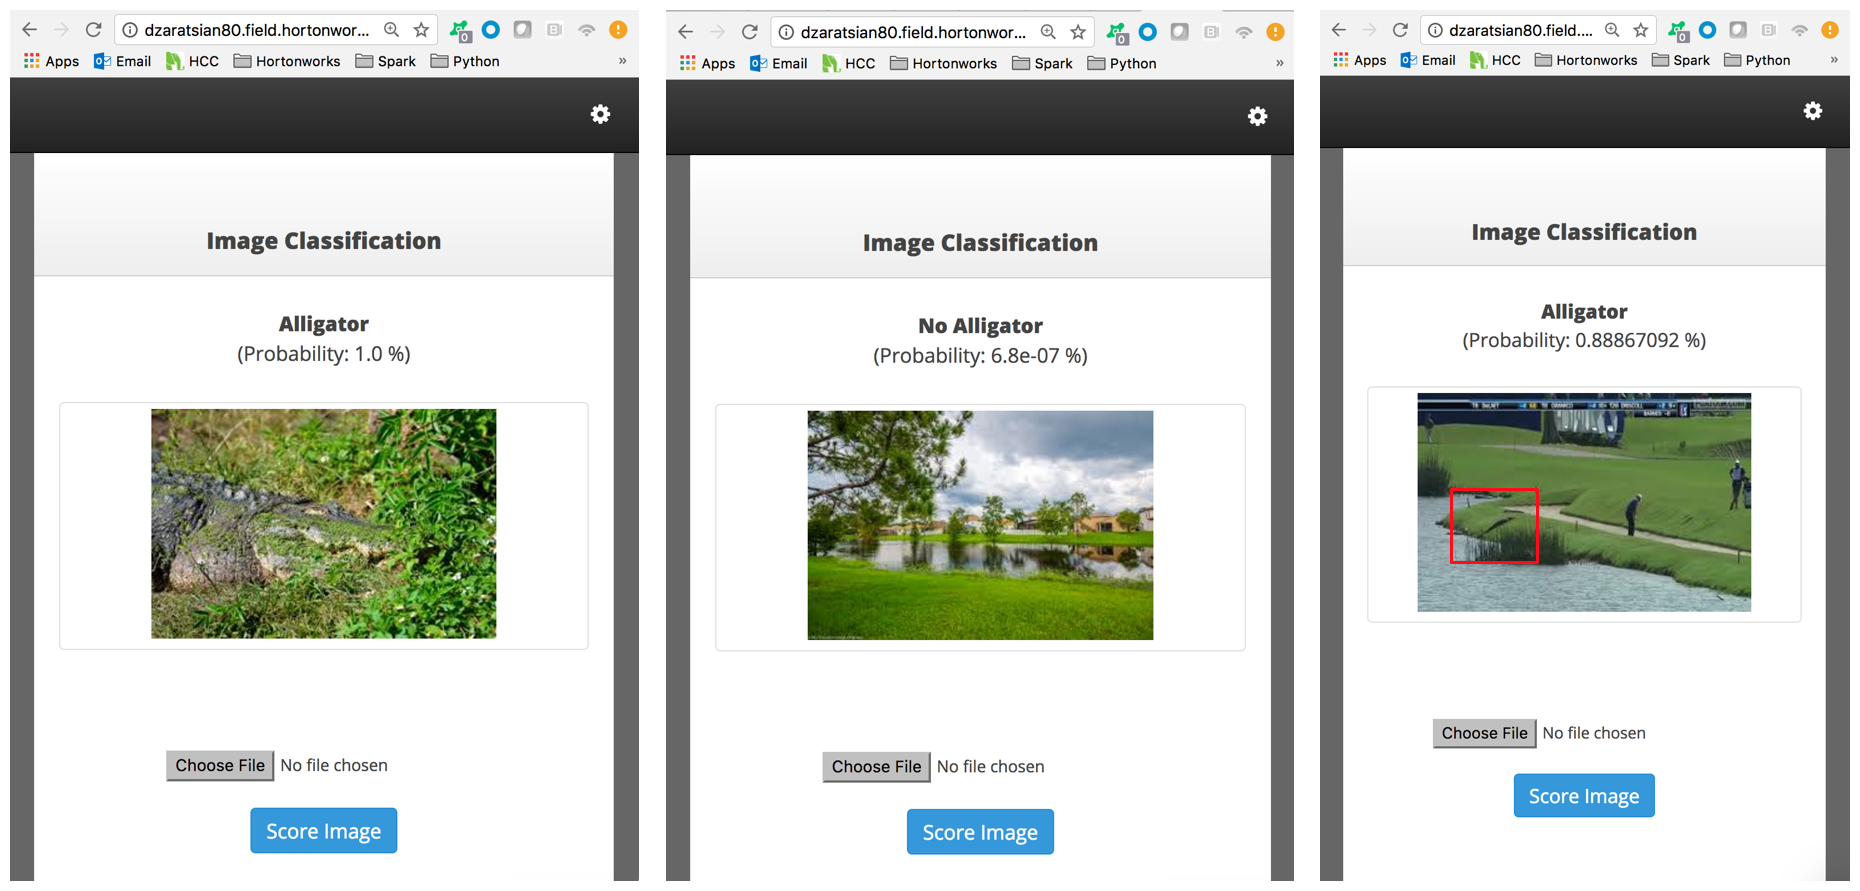 dzaratsian80.field.hortonwor...
0
Apps Email HCC Hortonworks Spark Python »
Image Classification
Alligator
(Probability: 1.0 %)
Choose File No file chosen
Score Image
dzaratsian80.field.hortonwor...
0
Apps Email HCC Hortonworks Spark Python »
Image Classification
No Alligator
(Probability: 6.8e-07 %)
Choose File No file chosen
Score Image
dzaratsian80.field....
0
Apps Email HCC Hortonworks Spark Python »
Image Classification
Alligator
(Probability: 0.88867092 %)
Choose File No file chosen
Score Image